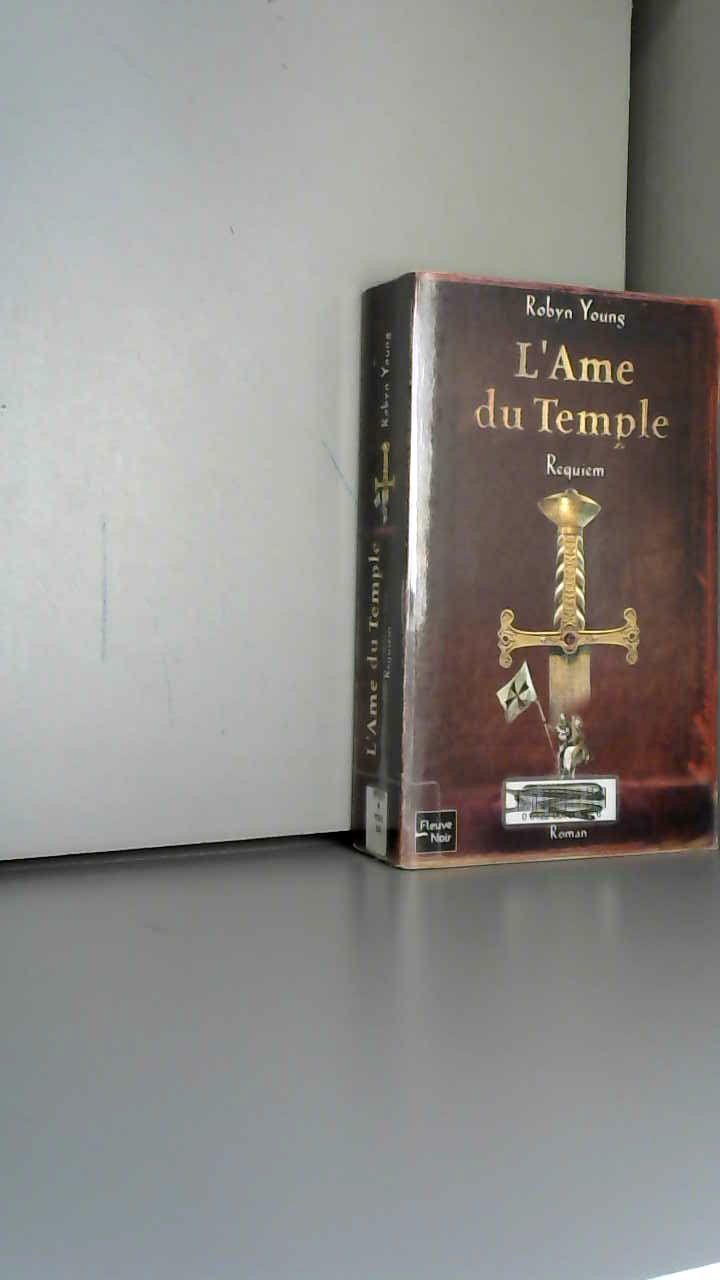 Robyn Young
L'Ame
du Temple
Requiem
Roman
Fleuve
Noir
L'Ame du Temple
Requiem
Robyn Young